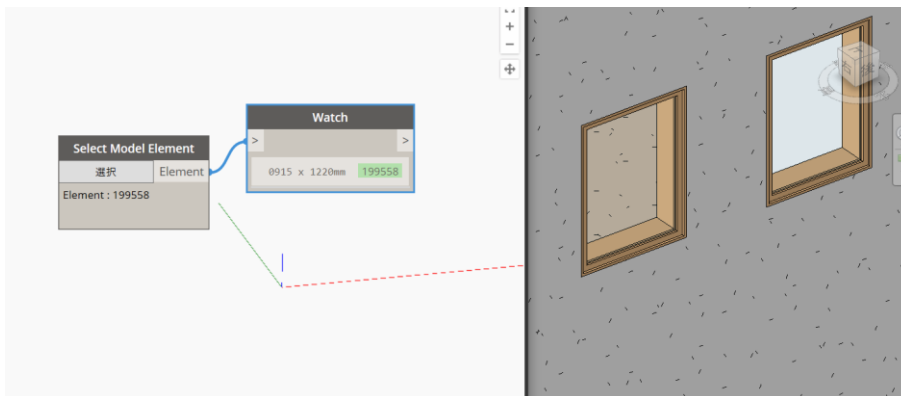 Watch
>
>
0915 x 1220mm 199558
Select Model Element
選択 Element
Element : 199558